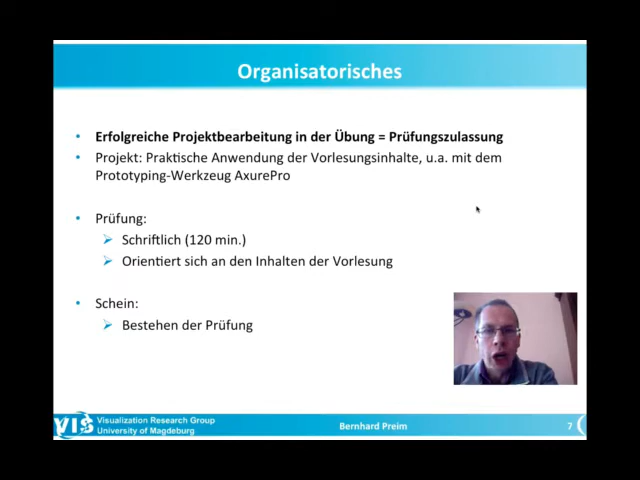 Organisatorisches
• Erfolgreiche Projektbearbeitung in der Übung = Prüfungszulassung
• Projekt: Praktische Anwendung der Vorlesungsinhalte, u.a. mit dem
Prototyping-Werkzeug AxurePro
• Prüfung:
➢ Schriftlich (120 min.)
➢ Orientiert sich an den Inhalten der Vorlesung
• Schein:
➢ Bestehen der Prüfung
VIS
Visualization Research Group
University of Magdeburg
Bernhard Preim
7